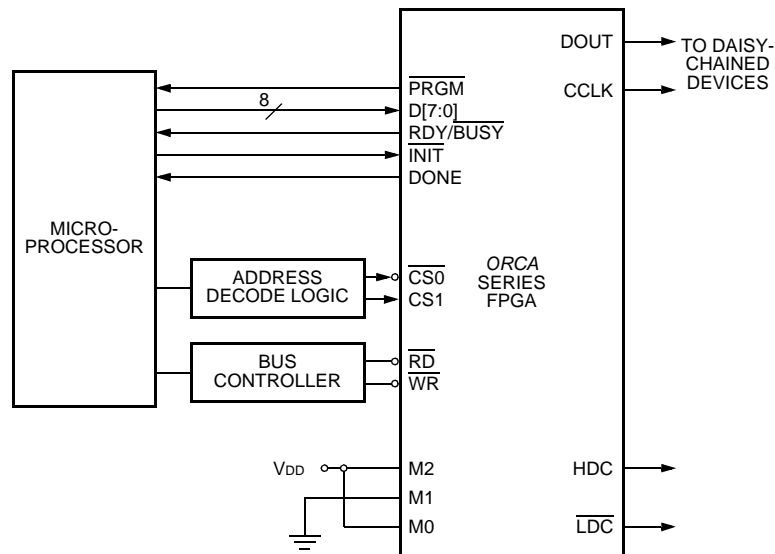 DOUT
TO DAISY-
CHAINED
DEVICES
CCLK
PRGM
8
D[7:0]
RDY/BUSY
INIT
DONE
MICRO-
PROCESSOR
ADDRESS
DECODE LOGIC
CS0
CS1
ORCA
SERIES
FPGA
BUS
CONTROLLER
RD
WR
VDD
M2
M1
M0
HDC
LDC